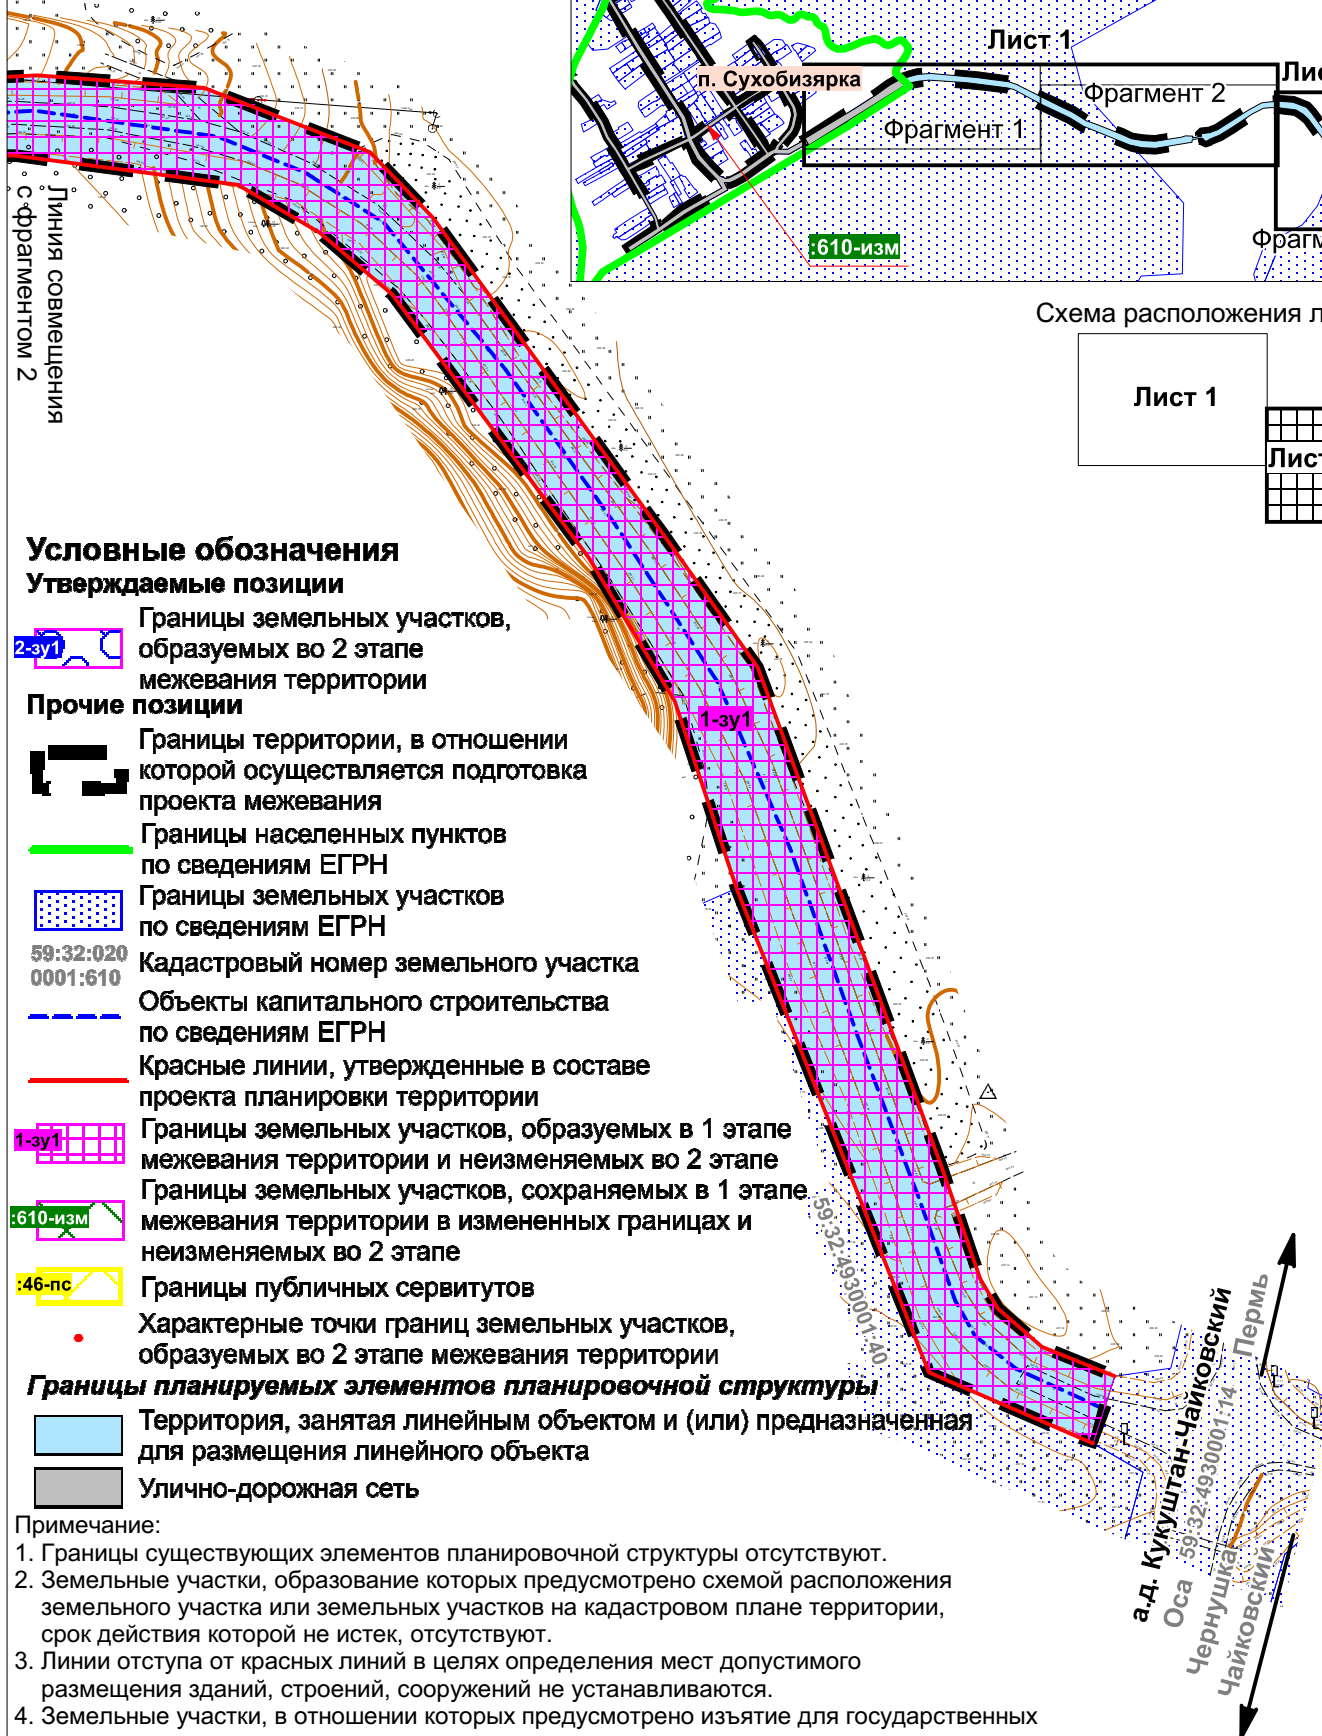 Лист 1
п. Сухобизярка
Фрагмент 2
Фрагмент 1
:610-изм
Линия совмещения
с фрагментом 2
Лист 1
Условные обозначения
Утверждаемые позиции
2-зу1
Границы земельных участков,
образуемых во 2 этапе
межевания территории
Прочие позиции
Границы территории, в отношении
которой осуществляется подготовка
проекта межевания
Границы населенных пунктов
по сведениям ЕГРН
Границы земельных участков
по сведениям ЕГРН
59:32:020
0001:610
Кадастровый номер земельного участка
Объекты капитального строительства
по сведениям ЕГРН
Красные линии, утвержденные в составе
проекта планировки территории
1-зу1
Границы земельных участков, образуемых в 1 этапе
межевания территории и неизменяемых во 2 этапе
:610-изм
Границы земельных участков, сохраняемых в 1 этапе
межевания территории в измененных границах и
неизменяемых во 2 этапе
:46-пс
Границы публичных сервитутов
Характерные точки границ земельных участков,
образуемых во 2 этапе межевания территории
Границы планируемых элементов планировочной структуры
Территория, занятая линейным объектом и (или) предназначенная
для размещения линейного объекта
Улично-дорожная сеть
1-зу1
59:32:4930001:40
а.д. Кукуштан-Чайковский
Пермь
Оса 59:32:4930001:14
Чернушка
Чайковский
Схема расположения
Примечание:
1. Границы существующих элементов планировочной структуры отсутствуют.
2. Земельные участки, образование которых предусмотрено схемой расположения
земельного участка или земельных участков на кадастровом плане территории,
срок действия которой не истек, отсутствуют.
3. Линии отступа от красных линий в целях определения мест допустимого
размещения зданий, строений, сооружений не устанавливаются.
4. Земельные участки, в отношении которых предусмотрено изъятие для государственных